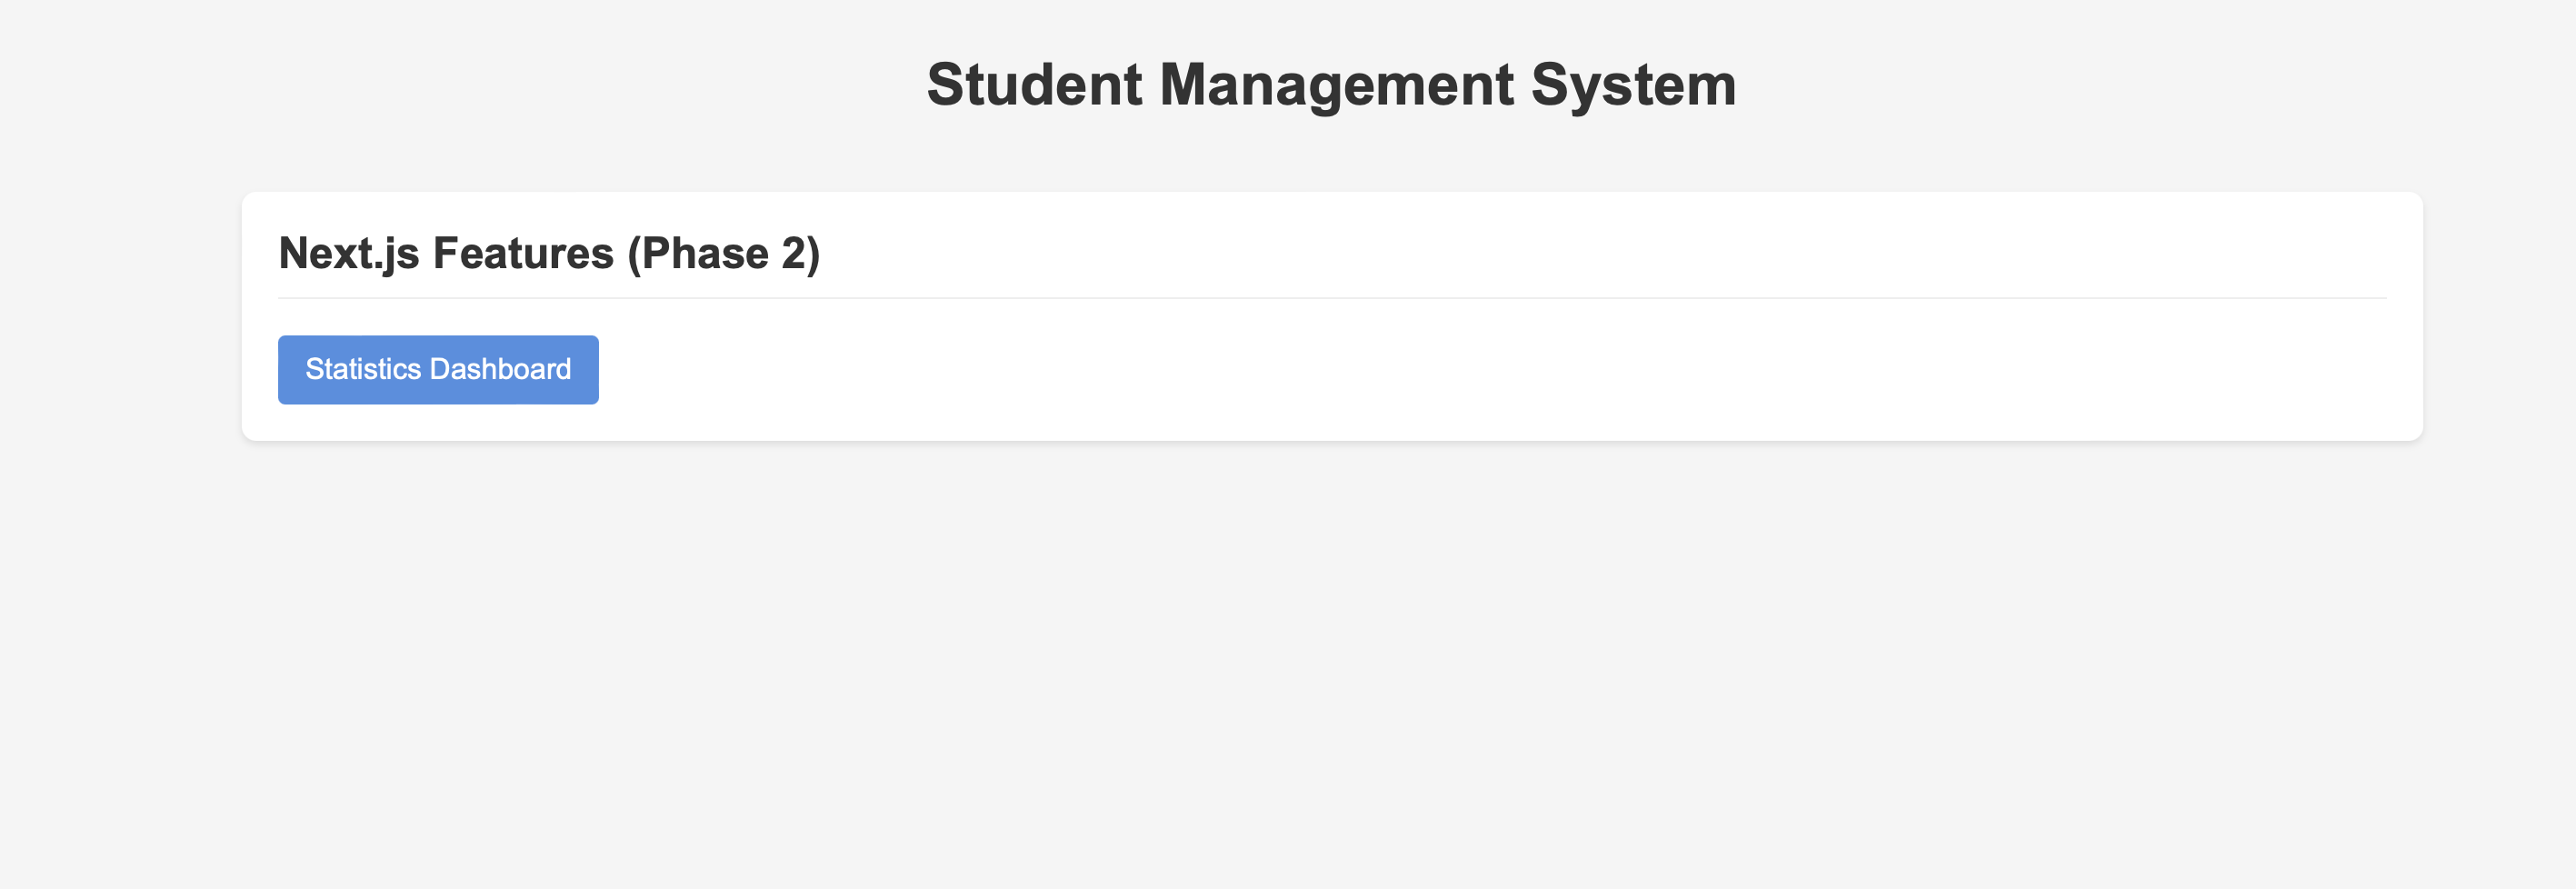 Student Management System
Next.js Features (Phase 2)
Statistics Dashboard